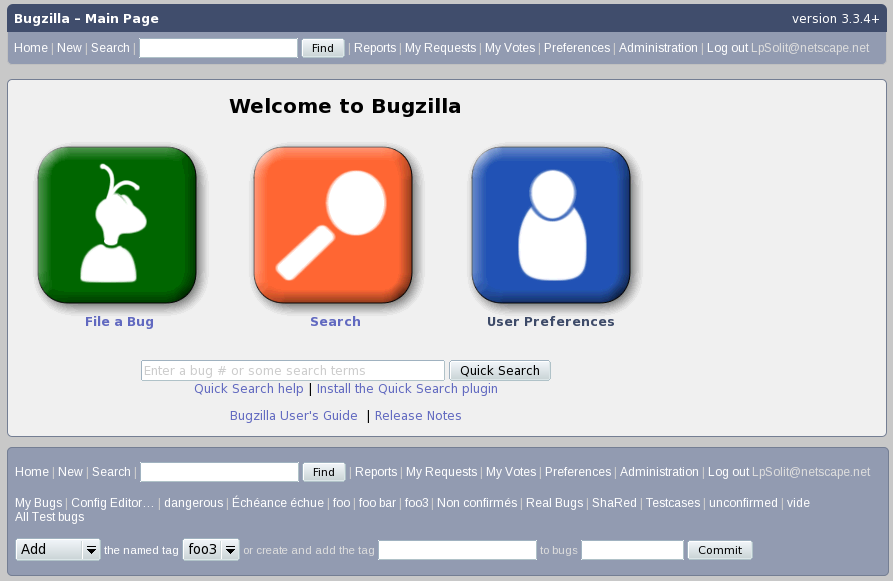 Bugzilla – Main Page version 3.3.4+
Home | New | Search | Find | Reports | My Requests | My Votes | Preferences | Administration | Log out LpSolit@netscape.net
Welcome to Bugzilla
File a Bug Search User Preferences
Enter a bug # or some search terms Quick Search
Quick Search help | Install the Quick Search plugin
Bugzilla User's Guide | Release Notes
Home | New | Search | Find | Reports | My Requests | My Votes | Preferences | Administration | Log out LpSolit@netscape.net
My Bugs | Config Editor… | dangerous | Échéance échue | foo | foo bar | foo3 | Non confirmés | Real Bugs | ShaRed | Testcases | unconfirmed | vide
All Test bugs
Add the named tag foo3 or create and add the tag to bugs Commit